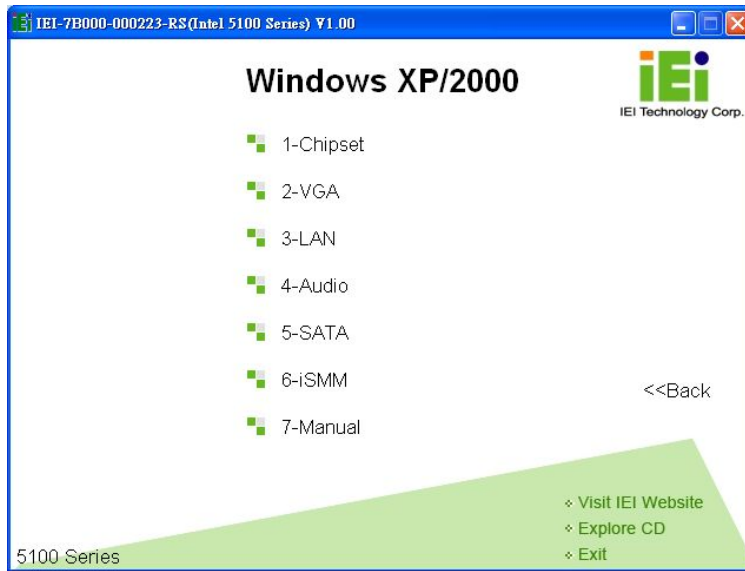 IEI-7B000-000223-RS(Intel 5100 Series) V1.00
Windows XP/2000
iEi
IEI Technology Corp.
1-Chipset
2-VGA
3-LAN
4-Audio
5-SATA
6-iSMM
<<Back
7-Manual
Visit IEI Website
Explore CD
Exit
5100 Series